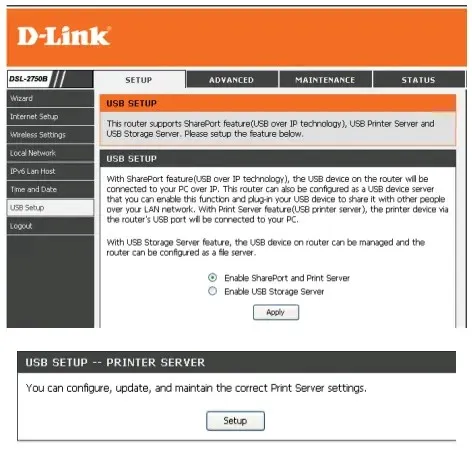 D-Link
DSL-2750B
SETUP
ADVANCED
MAINTENANCE
STATUS
Wizard
Internet Setup
Wireless Settings
Local Network
IPv6 Lan Host
Time and Date
USB Setup
Logout
USB SETUP
This router supports SharePort feature(USB over IP technology), USB Printer Server and
USB Storage Server. Please setup the feature below.
USB SETUP
With SharePort feature(USB over IP technology), the USB device on the router will be
connected to your PC over IP. This router can also be configured as a USB device server
that you can enable this function and plug-in your USB device to share it with other people
over your LAN network. With Print Server feature(USB printer server), the printer device via
the router's USB port will be connected to your PC.
With USB Storage Server feature, the USB device on router can be managed and the
router can be configured as a file server.
Enable SharePort and Print Server
Enable USB Storage Server
Apply
USB SETUP -- PRINTER SERVER
You can configure, update, and maintain the correct Print Server settings.
Setup